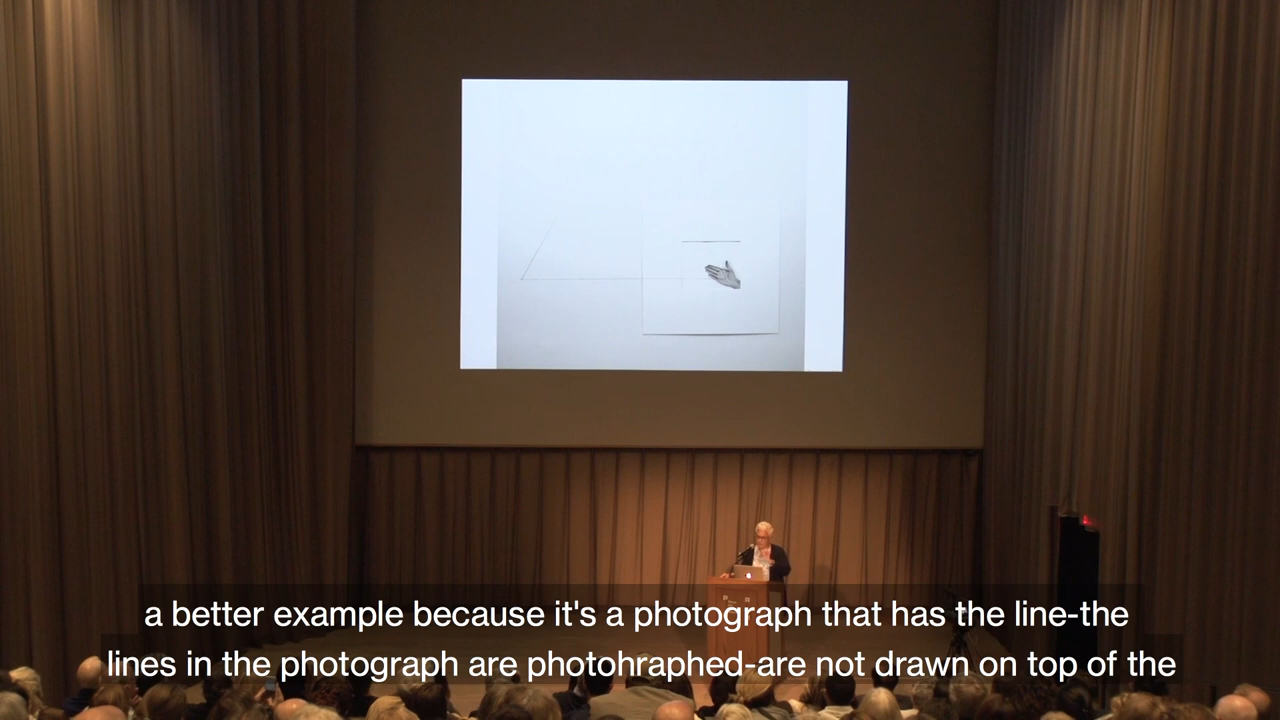 a better example because it's a photograph that has the line-the
lines in the photograph are photohraphed-are not drawn on top of the